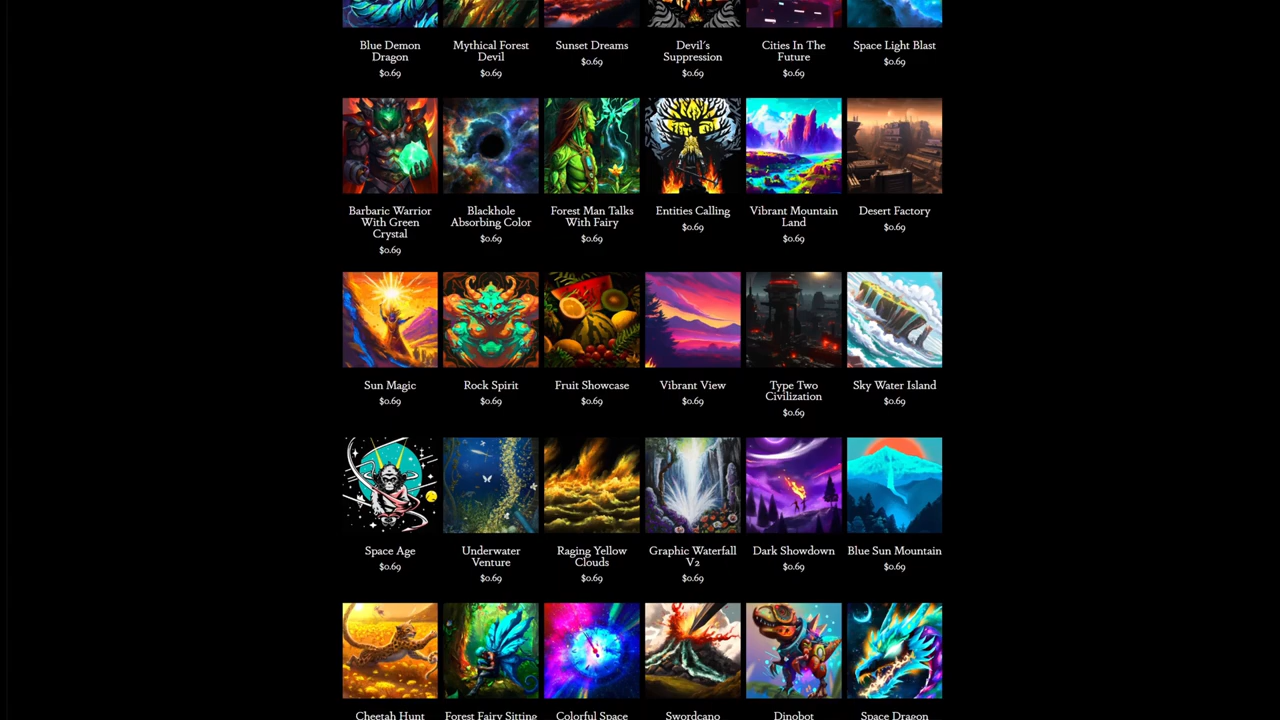 Blue Demon
Dragon
$0.69
Mythical Forest
Devil
$0.69
Sunset Dreams
$0.69
Devil's
Suppression
$0.69
Cities In The
Future
$0.69
Space Light Blast
$0.69
Barbaric Warrior
With Green
Crystal
$0.69
Blackhole
Absorbing Color
$0.69
Forest Man Talks
With Fairy
$0.69
Entities Calling
$0.69
Vibrant Mountain
Land
$0.69
Desert Factory
$0.69
Sun Magic
$0.69
Rock Spirit
$0.69
Fruit Showcase
$0.69
Vibrant View
$0.69
Type Two
Civilization
$0.69
Sky Water Island
$0.69
Space Age
$0.69
Underwater
Venture
$0.69
Raging Yellow
Clouds
$0.69
Graphic Waterfall
V2
$0.69
Dark Showdown
$0.69
Blue Sun Mountain
$0.69
Cheetah Hunt
Forest Fairy Sitting
Colorful Space
Swordcano
Dinobot
Space Dragon